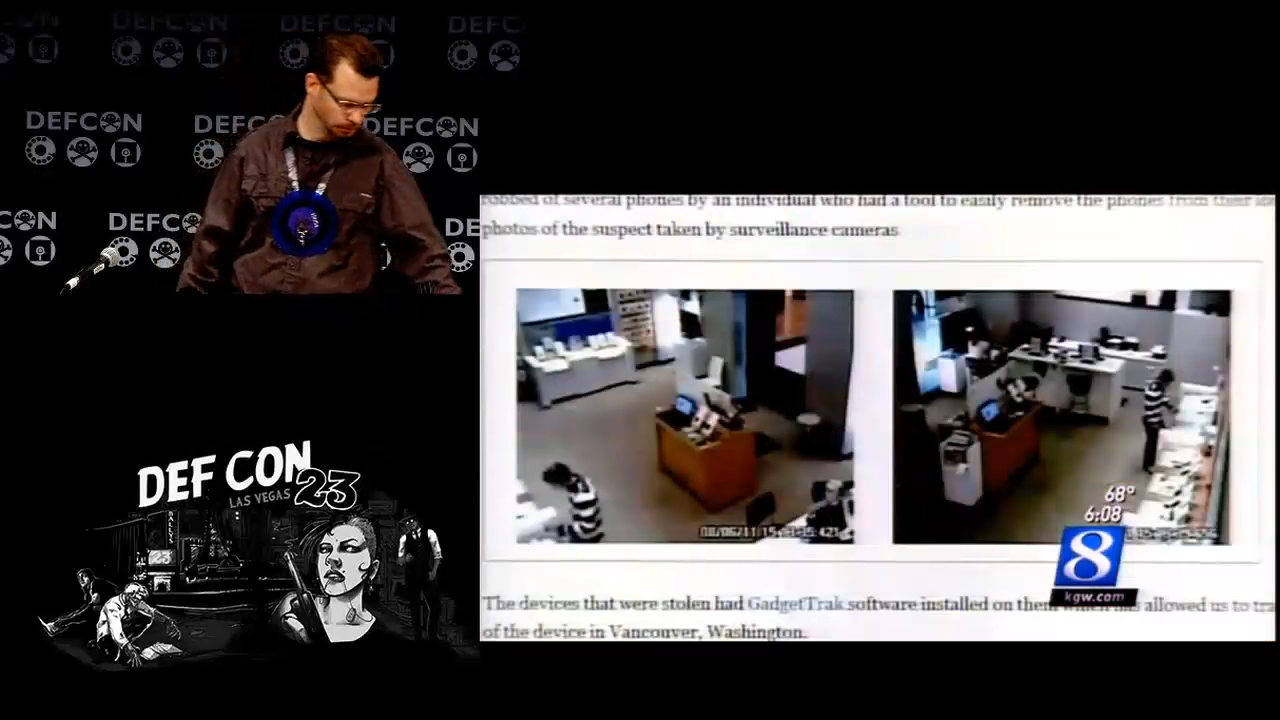 DEFCON
DEFCON
DEFCON
DEFCON
DEFCON
DEFCON
robbed of several phones by an individual who had a tool to easily remove the phones from their
photos of the suspect taken by surveillance cameras
68°
6:08
8
kgw.com
The devices that were stolen had GadgetTrak software installed on them which has allowed us to
of the device in Vancouver, Washington.
DEF CON
LAS VEGAS 23
BALLYS